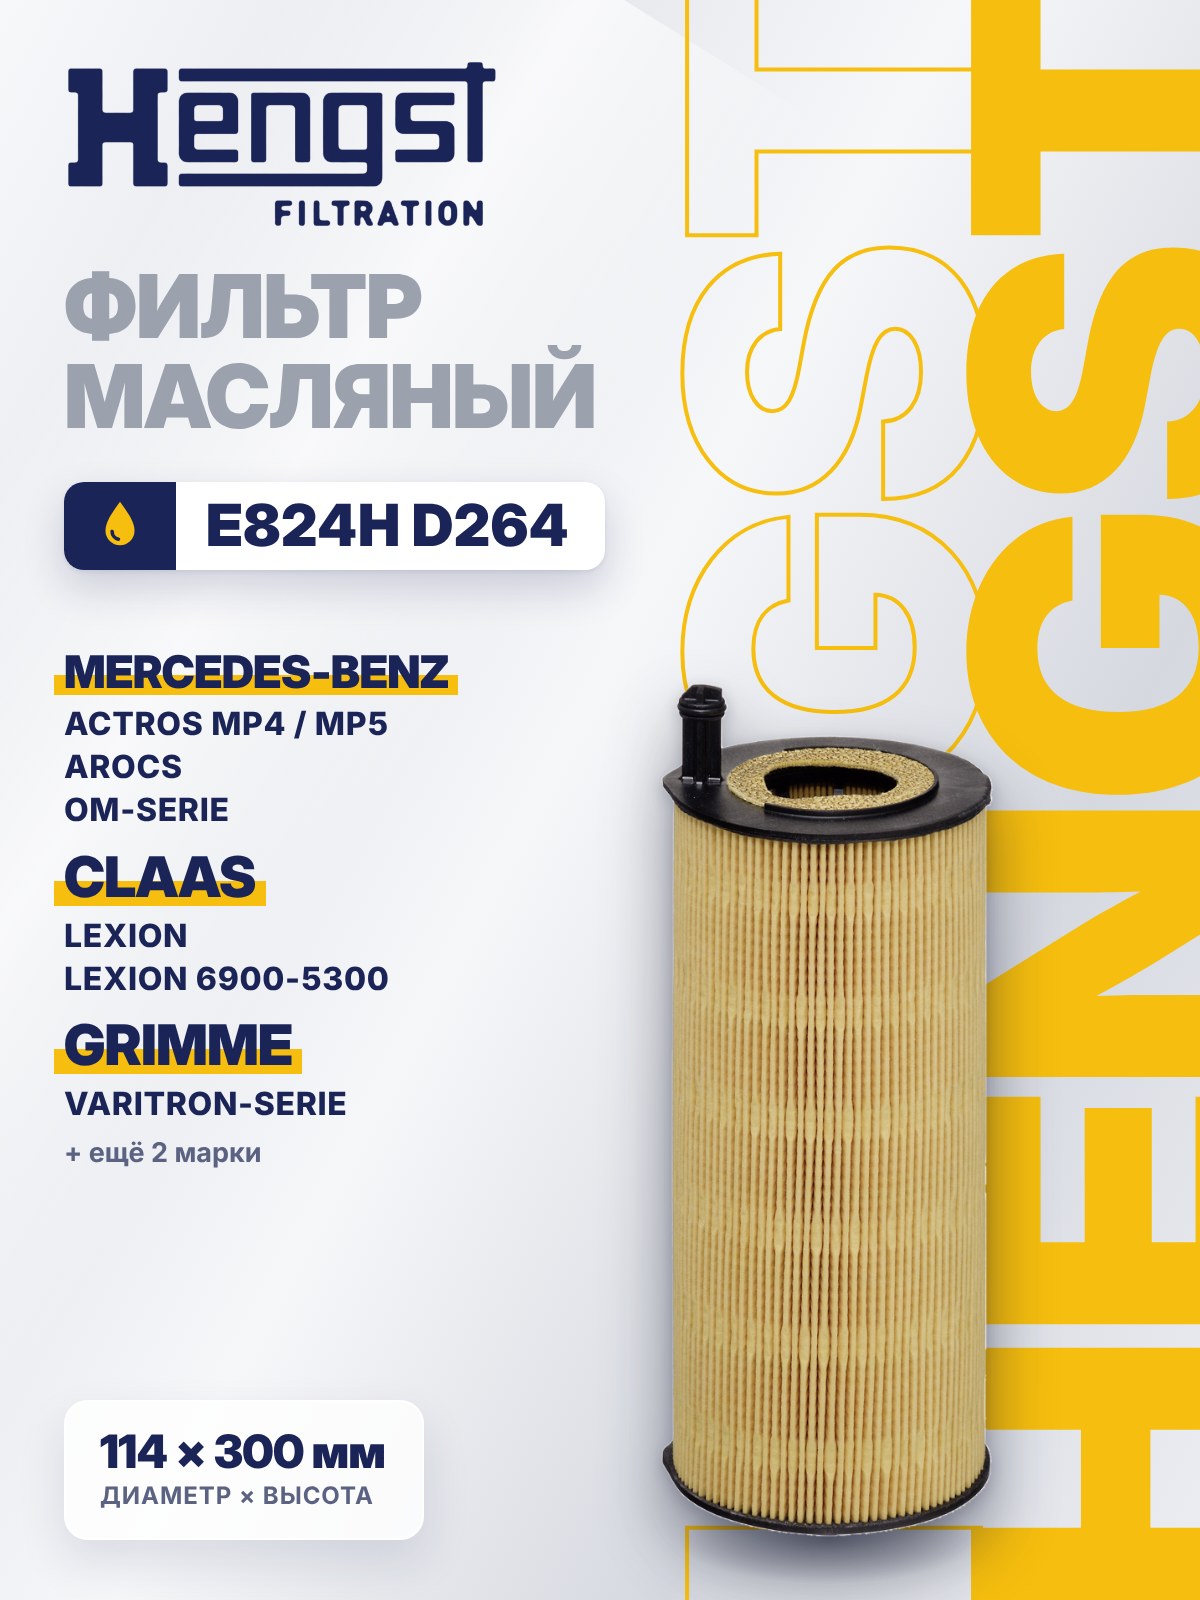 Hengst
FILTRATION
ФИЛЬТР
МАСЛЯНЫЙ
E824H D264
MERCEDES-BENZ
ACTROS MP4 / MP5
AROCS
OM-SERIE
CLAAS
LEXION
LEXION 6900-5300
GRIMME
VARITRON-SERIE
+ ещё 2 марки
114 × 300 мм
ДИАМЕТР × ВЫСОТА
HENGST
HENGST